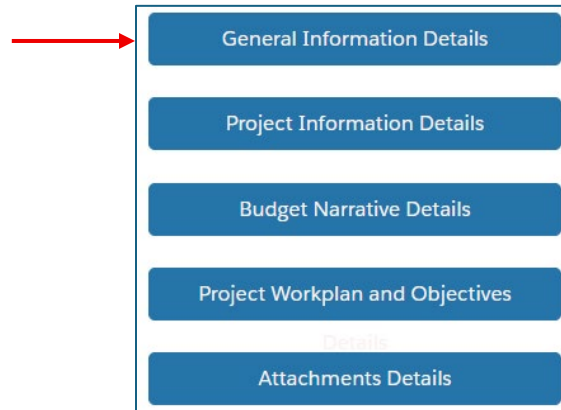 General Information Details
Project Information Details
Budget Narrative Details
Project Workplan and Objectives
Details
Attachments Details